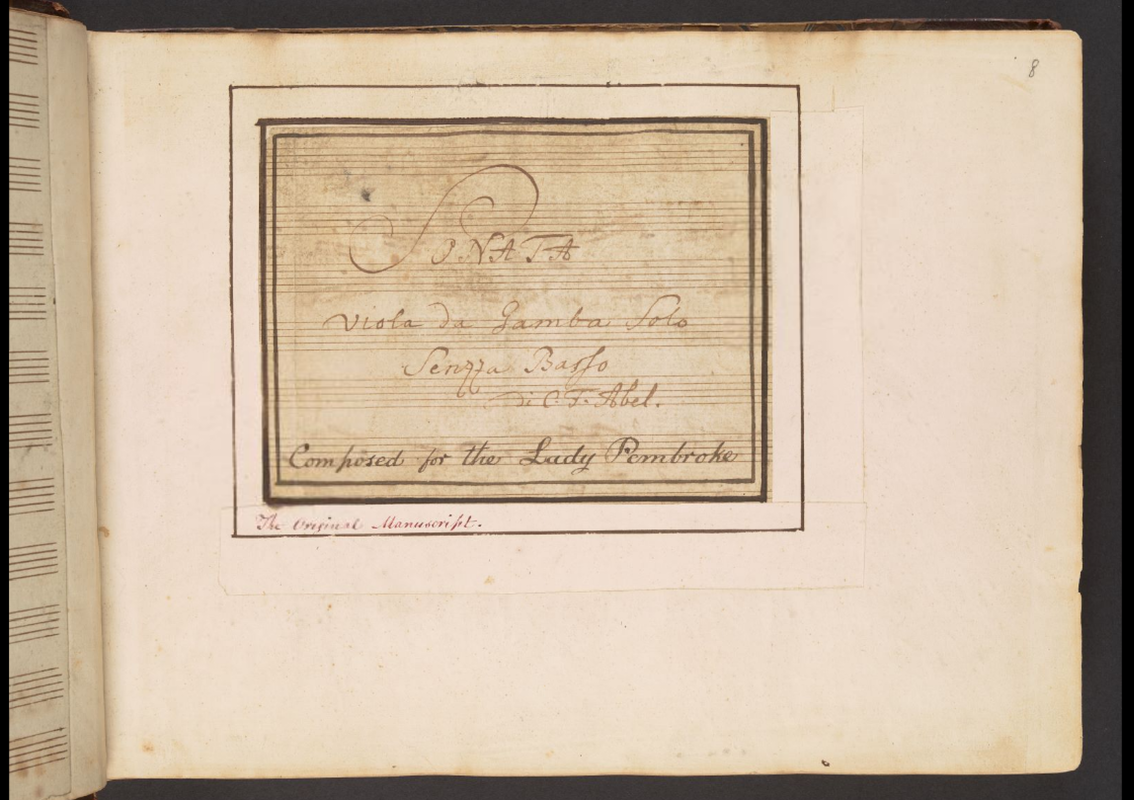 8
SONATA
Viola da Gamba Solo
Senzza Basso
di C. F. Abel.
Composed for the Lady Pembroke
The Original Manuscript.